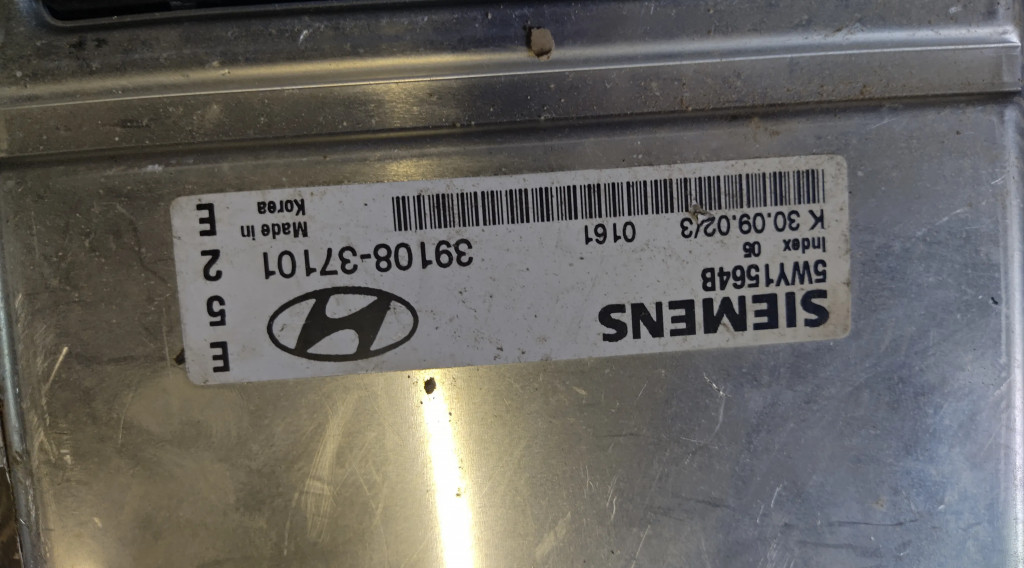 SIEMENS
5WY1564B
Index 05
K 30.09.02/3 0161
39108-37101
Made in
Korea
E
5
2
E